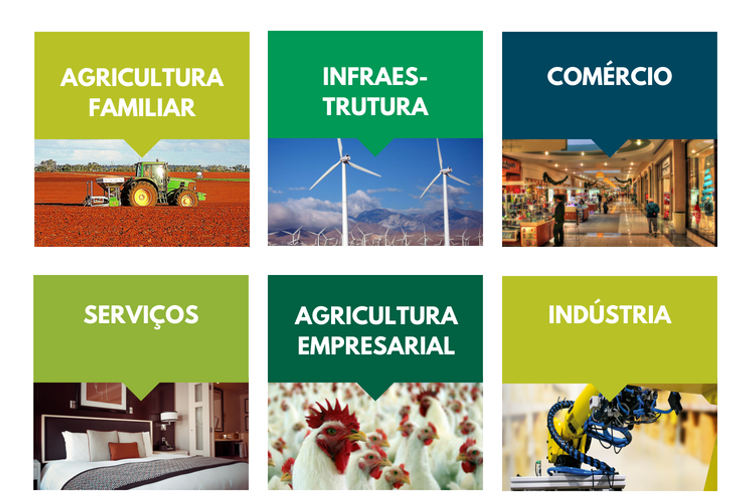 AGRICULTURA
FAMILIAR
INFRAES-
TRUTURA
COMÉRCIO
SERVIÇOS
AGRICULTURA
EMPRESARIAL
INDÚSTRIA